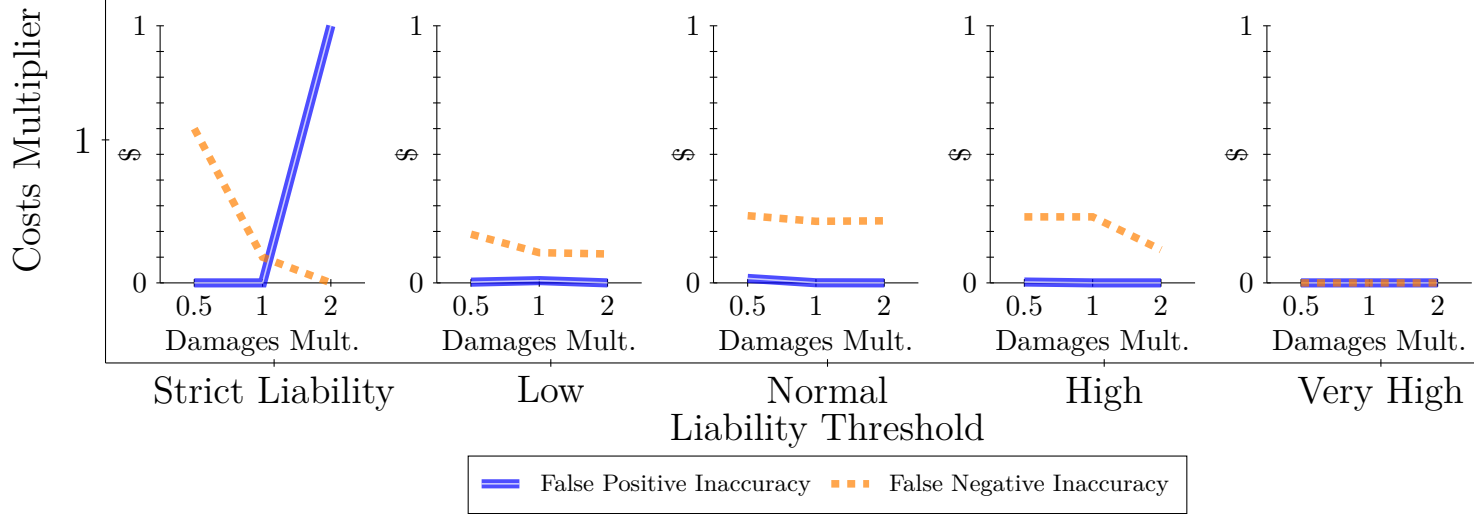 Costs Multiplier
1
1
$
0
0.5 1 2
Damages Mult.
1
$
0
0.5 1 2
Damages Mult.
1
$
0
0.5 1 2
Damages Mult.
1
$
0
0.5 1 2
Damages Mult.
1
$
0
0.5 1 2
Damages Mult.
Strict Liability Low Normal High Very High
Liability Threshold
False Positive Inaccuracy False Negative Inaccuracy